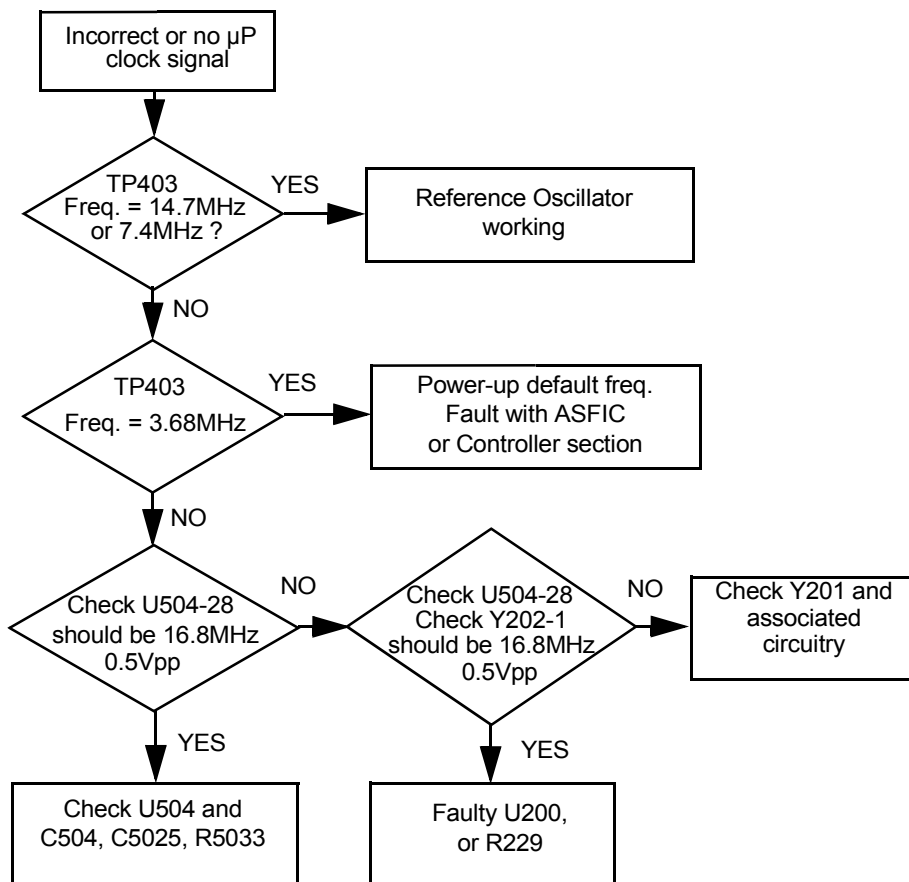 Incorrect or no µP
clock signal
TP403
Freq. = 14.7MHz
or 7.4MHz ?
YES
Reference Oscillator
working
NO
TP403
Freq. = 3.68MHz
YES
Power-up default freq.
Fault with ASFIC
or Controller section
NO
Check U504-28
should be 16.8MHz
0.5Vpp
NO
Check U504-28
Check Y202-1
should be 16.8MHz
0.5Vpp
NO
Check Y201 and
associated
circuitry
YES
YES
Check U504 and
C504, C5025, R5033
Faulty U200,
or R229